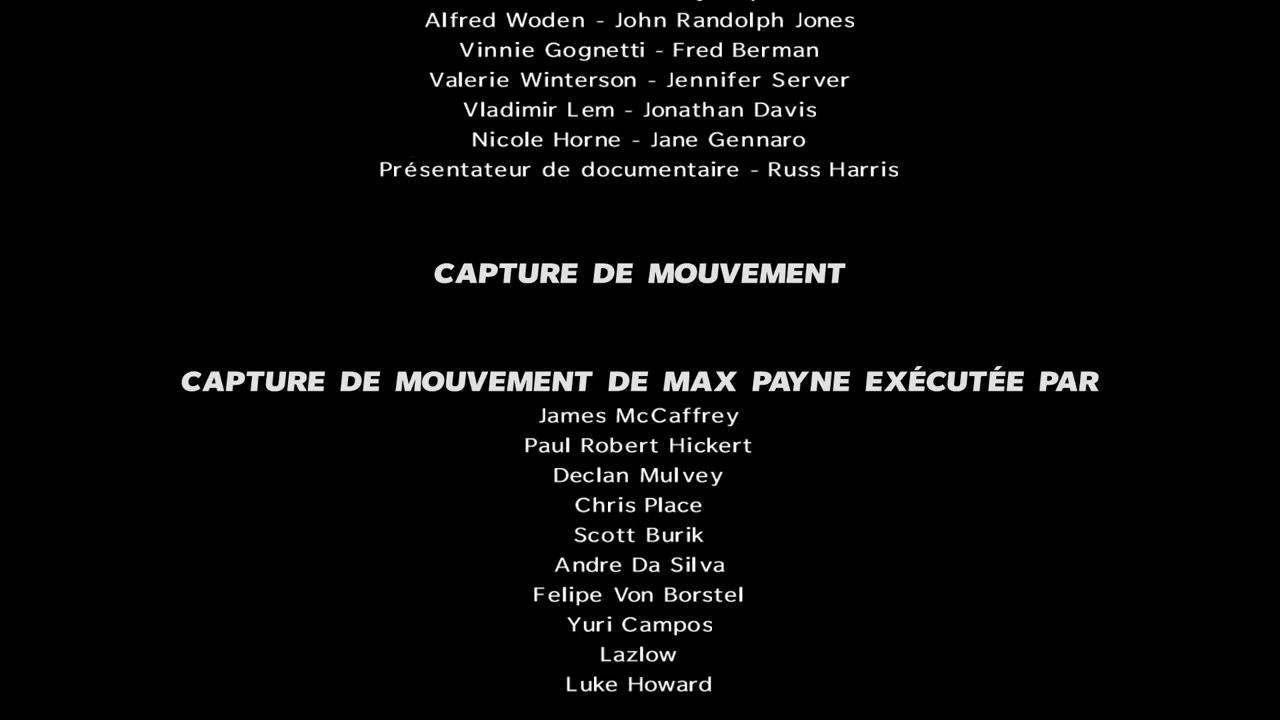 Alfred Woden - John Randolph Jones
Vinnie Gognetti - Fred Berman
Valerie Winterson - Jennifer Server
Vladimir Lem - Jonathan Davis
Nicole Horne - Jane Gennaro
Présentateur de documentaire - Russ Harris
CAPTURE DE MOUVEMENT
CAPTURE DE MOUVEMENT DE MAX PAYNE EXÉCUTÉE PAR
James McCaffrey
Paul Robert Hickert
Declan Mulvey
Chris Place
Scott Burik
Andre Da Silva
Felipe Von Borstel
Yuri Campos
Lazlow
Luke Howard